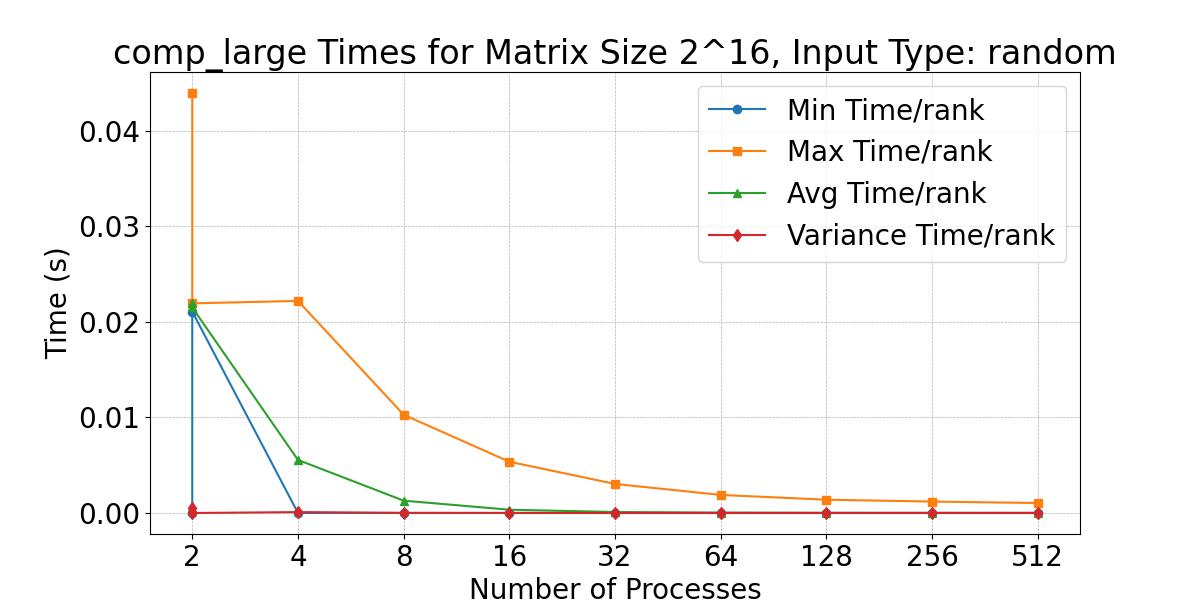 comp_large Times for Matrix Size 2^16, Input Type: random
Min Time/rank
Max Time/rank
Avg Time/rank
Variance Time/rank
Time (s)
0.04
0.03
0.02
0.01
0.00
2 4 8 16 32 64 128 256 512
Number of Processes